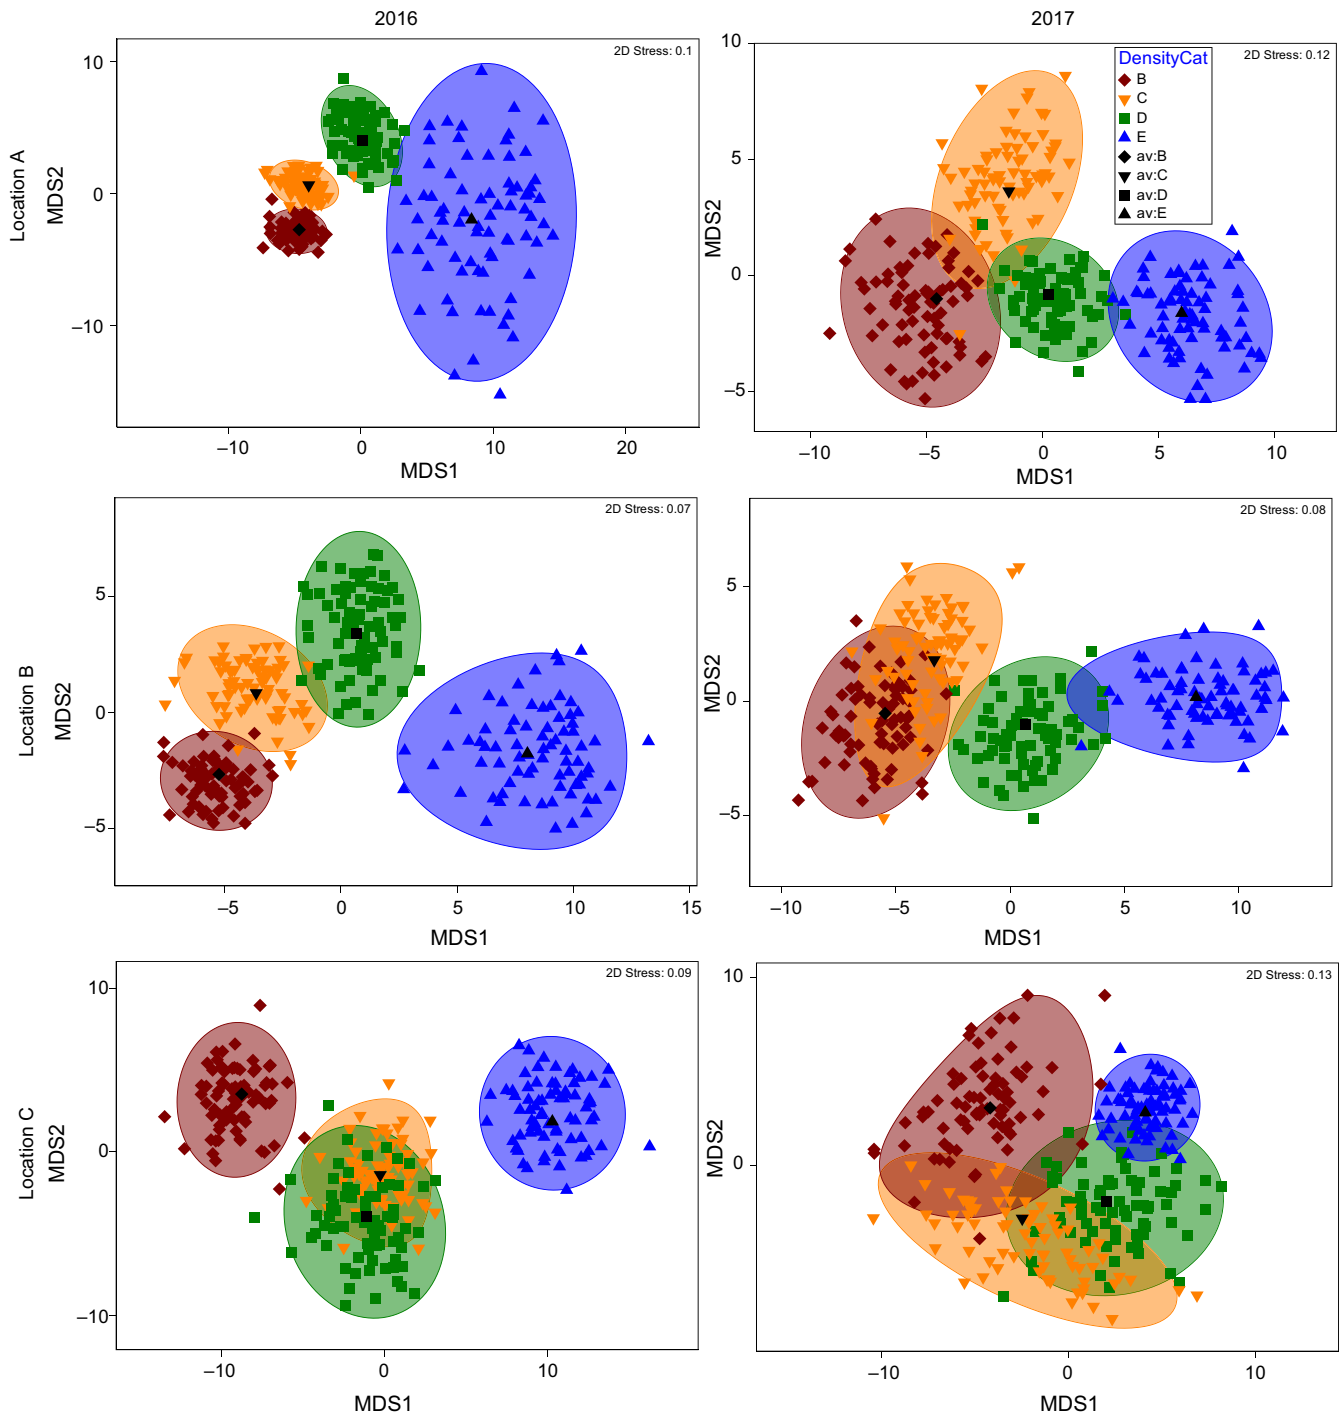 2016
2017
Location A
MDS2
2D Stress: 0.1
10
0
–10
–10
0
10
20
MDS1
MDS2
2D Stress: 0.12
DensityCat
B
C
D
E
av:B
av:C
av:D
av:E
10
5
0
–5
–10
–5
0
5
10
MDS1
Location B
MDS2
2D Stress: 0.07
5
0
–5
–5
0
5
10
15
MDS1
MDS2
2D Stress: 0.08
5
0
–5
–10
–5
0
5
10
MDS1
Location C
MDS2
2D Stress: 0.09
10
0
–10
–10
0
10
MDS1
MDS2
2D Stress: 0.13
10
0
–10
0
10
MDS1